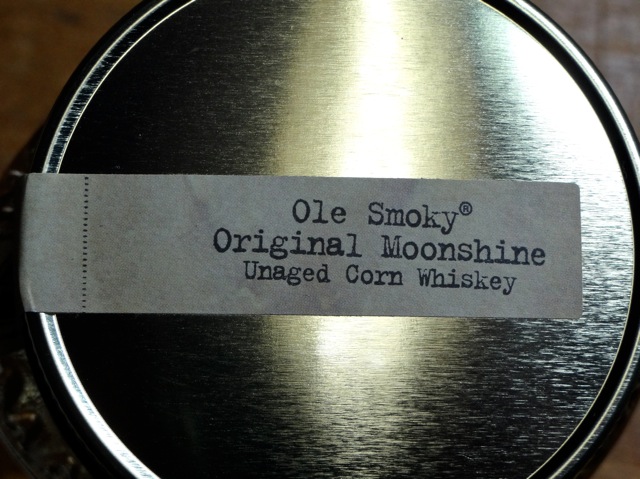 Ole Smoky®
Original Moonshine
Unaged Corn Whiskey